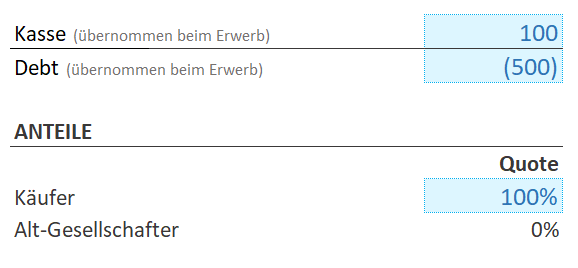 Kasse (übernommen beim Erwerb) 100
Debt (übernommen beim Erwerb) (500)
ANTEILE
Quote
Käufer 100%
Alt-Gesellschafter 0%